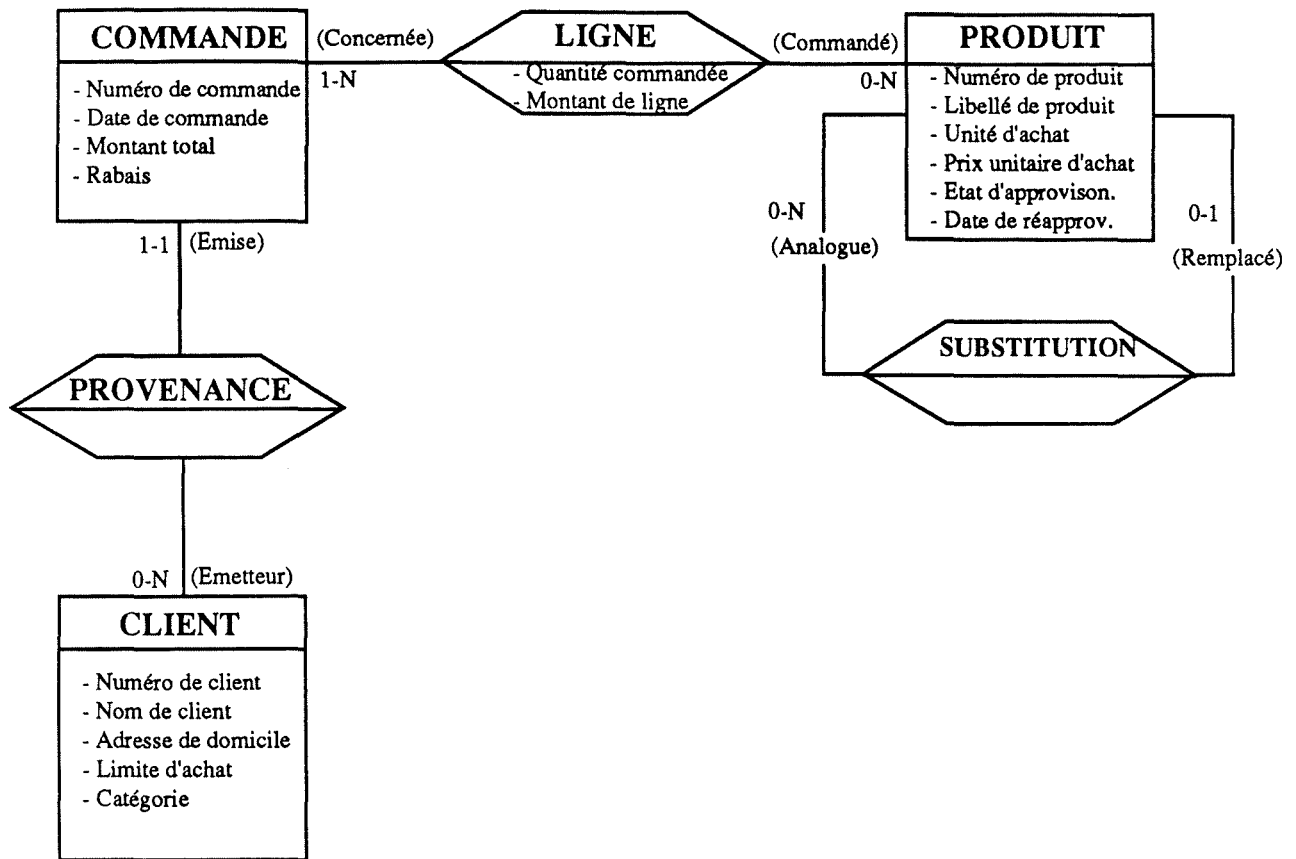 COMMANDE
- Numéro de commande
- Date de commande
- Montant total
- Rabais
(Concernée)
1-N
LIGNE
- Quantité commandée
- Montant de ligne
(Commandé)
0-N
PRODUIT
- Numéro de produit
- Libellé de produit
- Unité d'achat
- Prix unitaire d'achat
- Etat d'approvison.
- Date de réapprov.
0-N
(Analogue)
0-1
(Remplacé)
SUBSTITUTION
1-1
(Emise)
PROVENANCE
0-N
(Emetteur)
CLIENT
- Numéro de client
- Nom de client
- Adresse de domicile
- Limite d'achat
- Catégorie